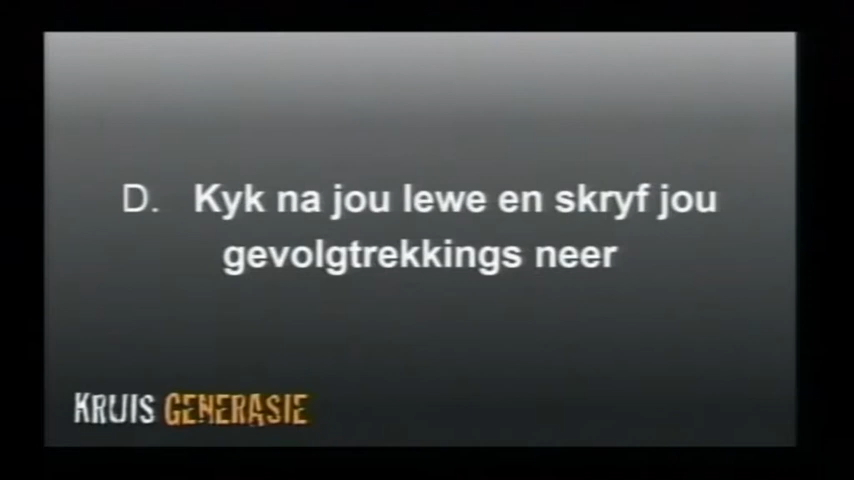 D. Kyk na jou lewe en skryf jou
gevolgtrekkings neer
KRUIS GENERASIE